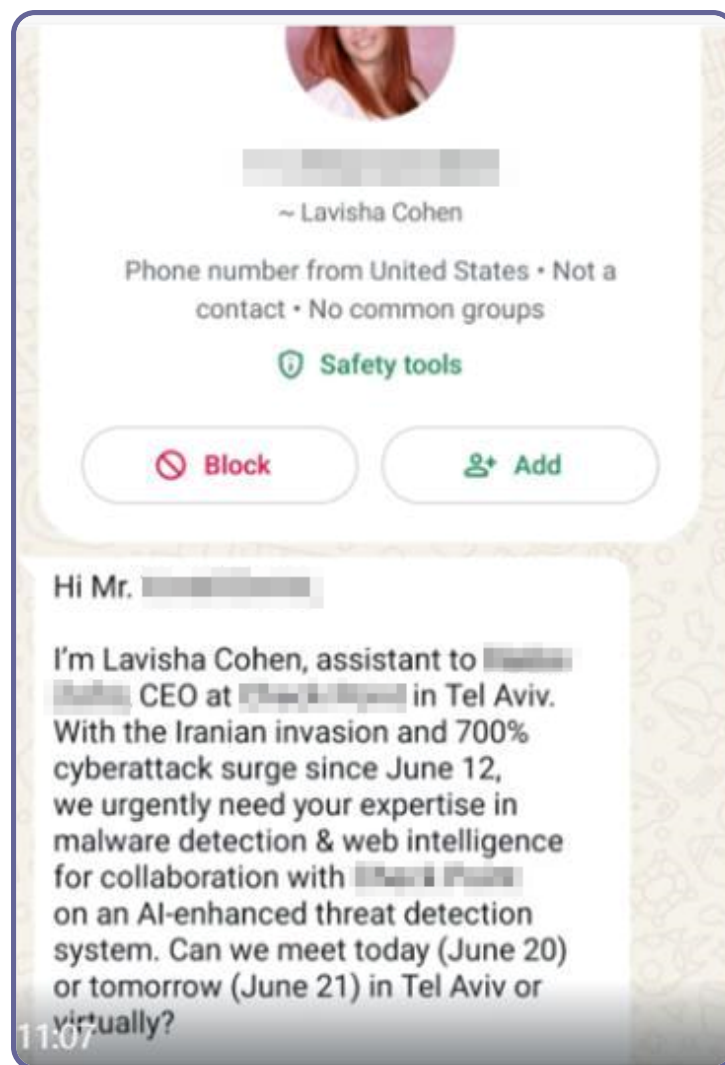 ~ Lavisha Cohen
Phone number from United States • Not a
contact • No common groups
Safety tools
Block
Add
Hi Mr.
I'm Lavisha Cohen, assistant to
CEO at in Tel Aviv.
With the Iranian invasion and 700%
cyberattack surge since June 12,
we urgently need your expertise in
malware detection & web intelligence
for collaboration with
on an AI-enhanced threat detection
system. Can we meet today (June 20)
or tomorrow (June 21) in Tel Aviv or
virtually?
11:07